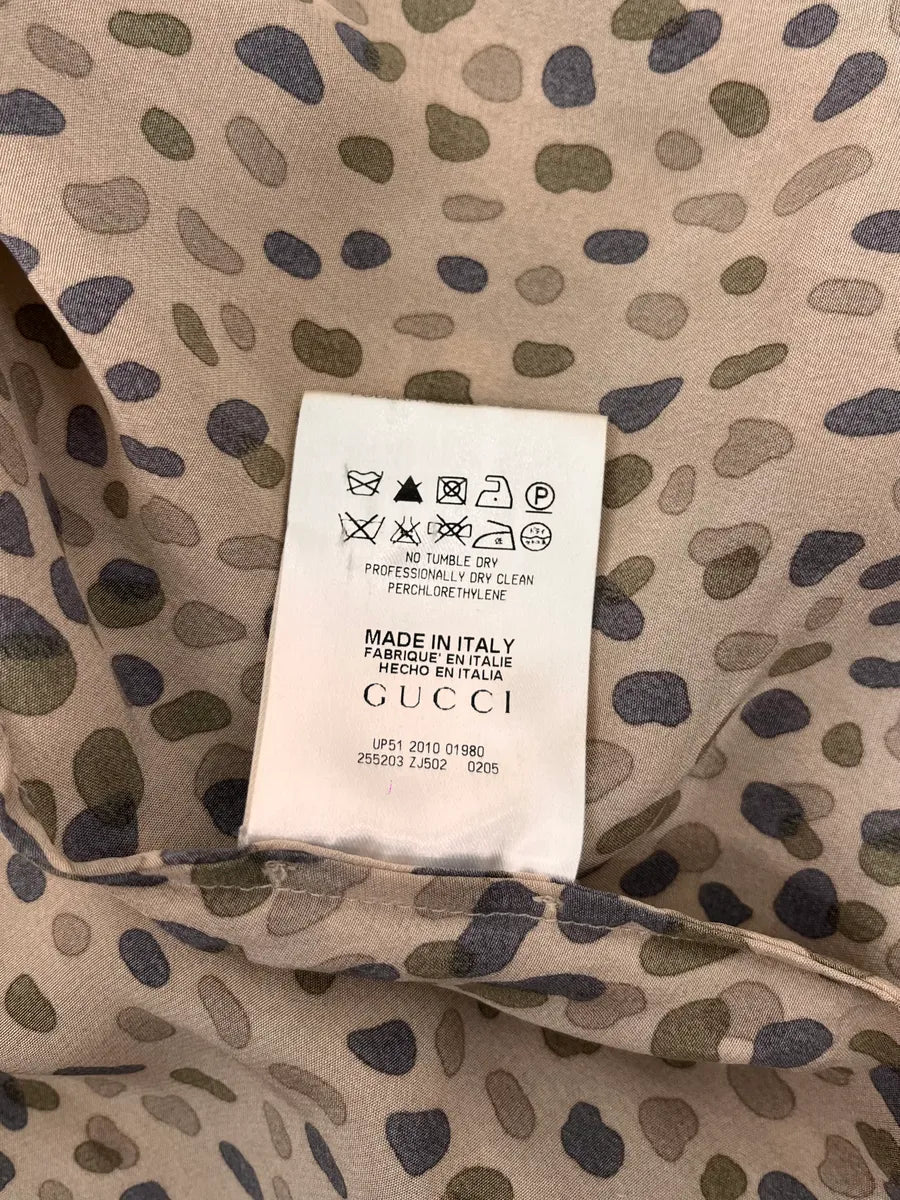 P
NO TUMBLE DRY
PROFESSIONALLY DRY CLEAN
PERCHLORETHYLENE
MADE IN ITALY
FABRIQUE' EN ITALIE
HECHO EN ITALIA
GUCCI
UP51 2010 01980
255203 ZJ502 0205